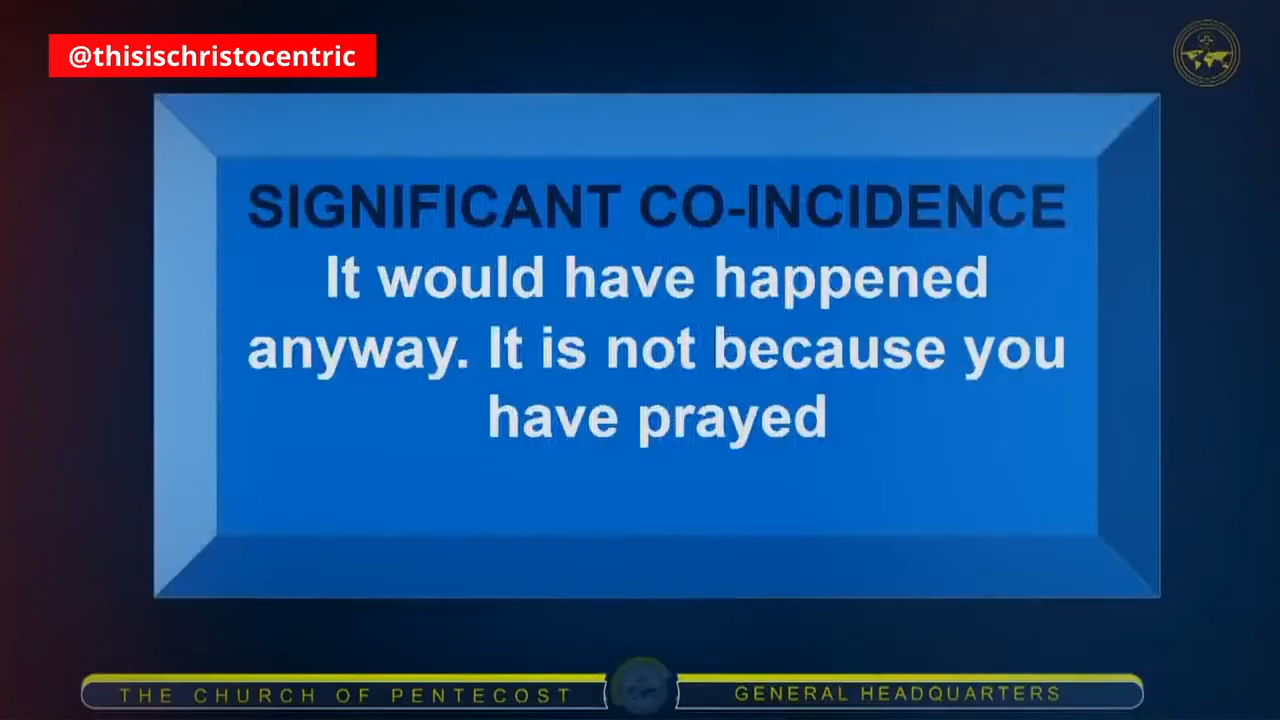 @thisischristocentric
SIGNIFICANT CO-INCIDENCE
It would have happened
anyway. It is not because you
have prayed
THE CHURCH OF PENTECOST
GENERAL HEADQUARTERS